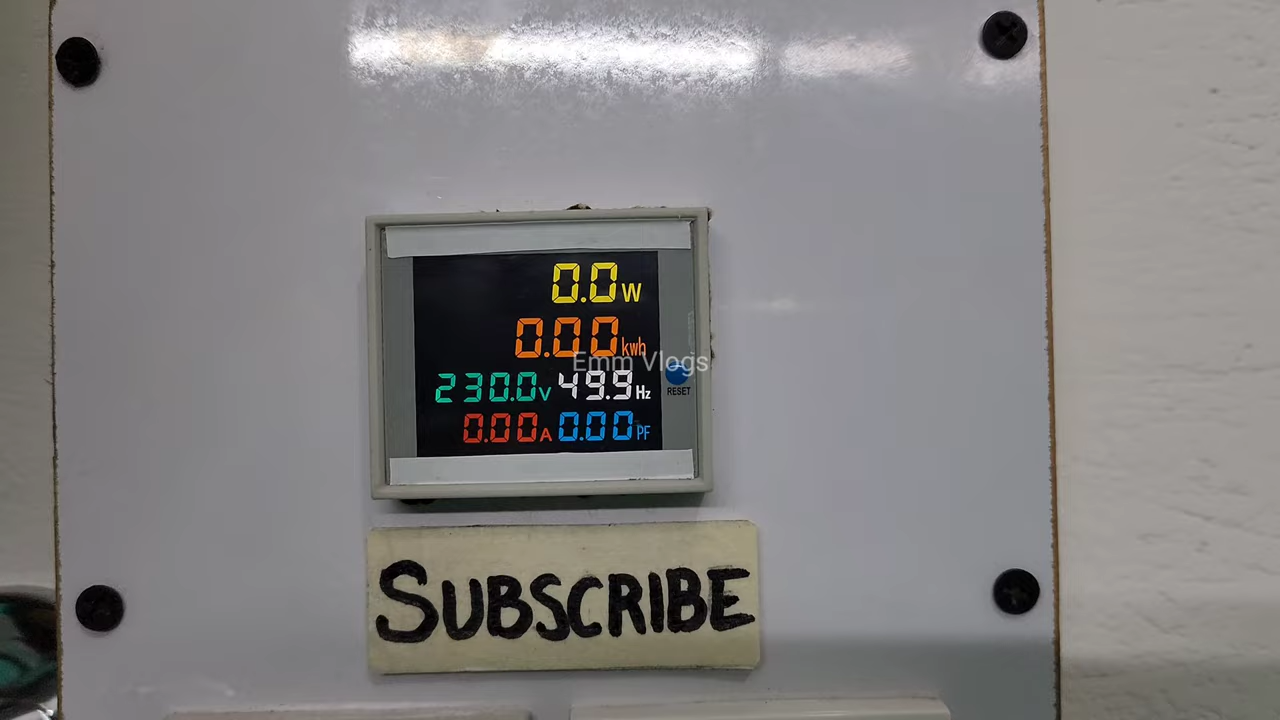 0.0 W
0.00 kwh
Emm Vlogs
230.0 V 49.9 Hz
RESET
0.00 A 0.00 PF
SUBSCRIBE